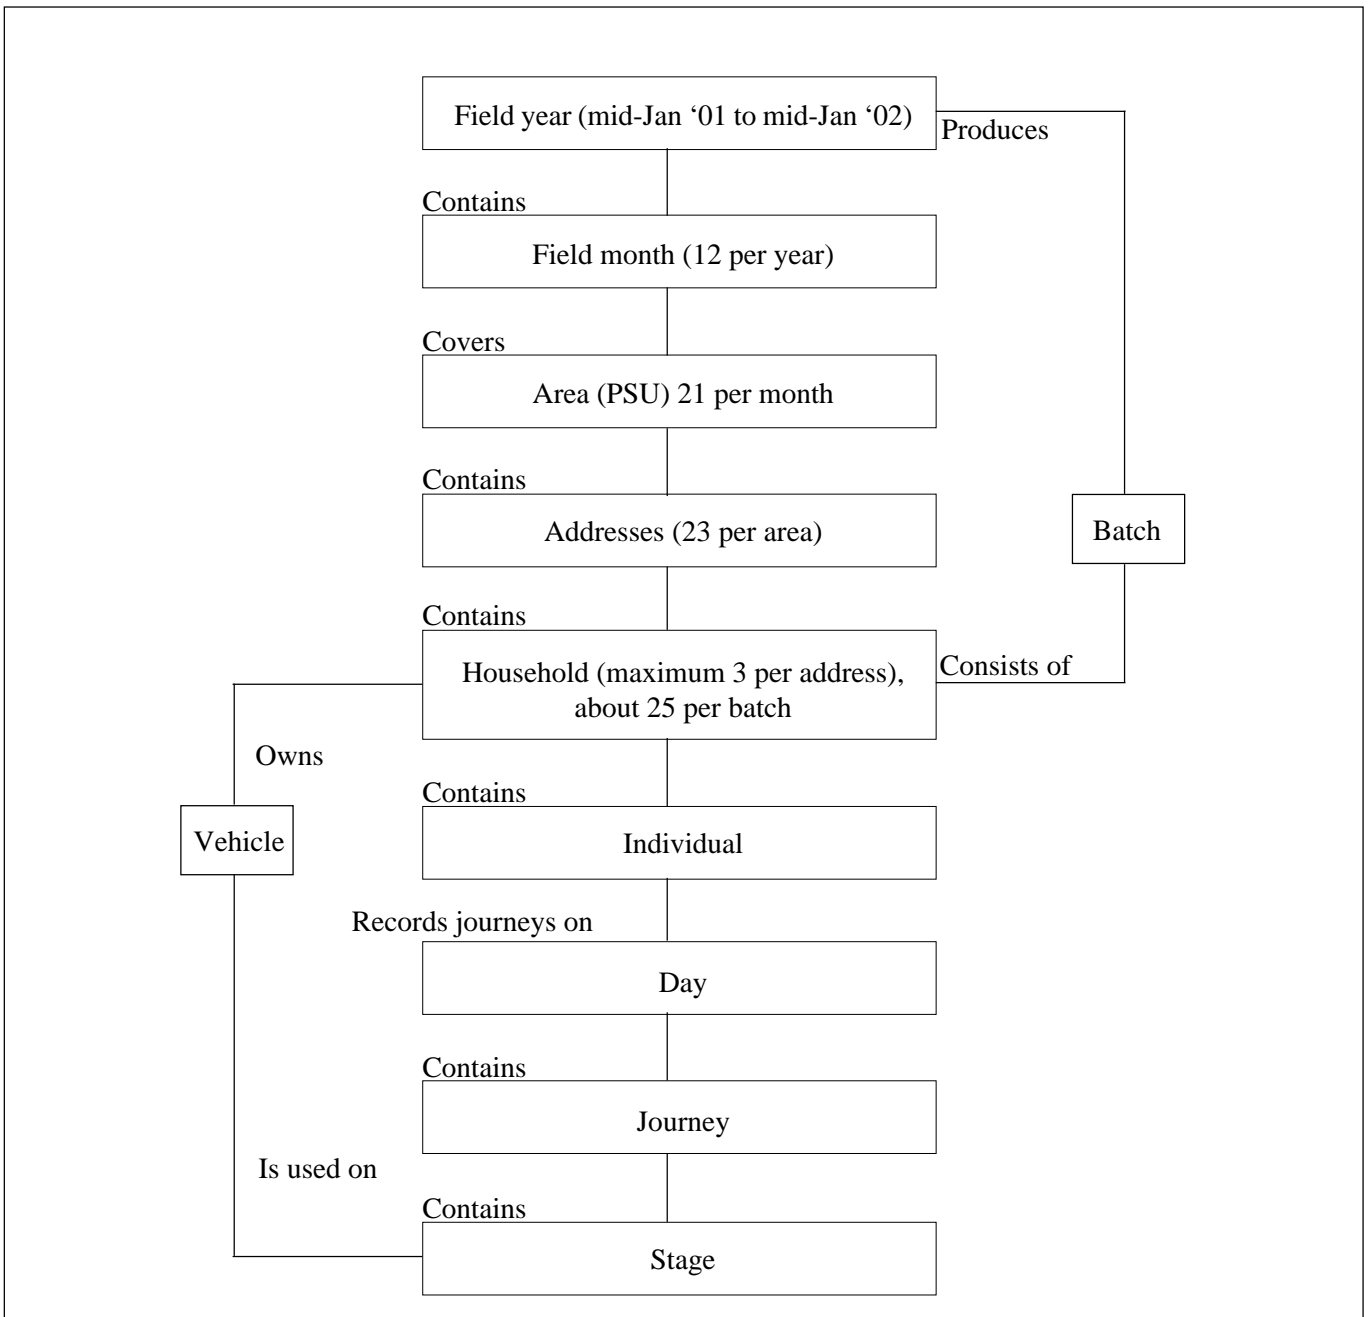 Field year (mid-Jan ‘01 to mid-Jan ‘02)
Produces
Contains
Field month (12 per year)
Covers
Area (PSU) 21 per month
Contains
Addresses (23 per area)
Batch
Contains
Household (maximum 3 per address),
about 25 per batch
Consists of
Owns
Contains
Vehicle
Individual
Records journeys on
Day
Contains
Journey
Is used on
Contains
Stage